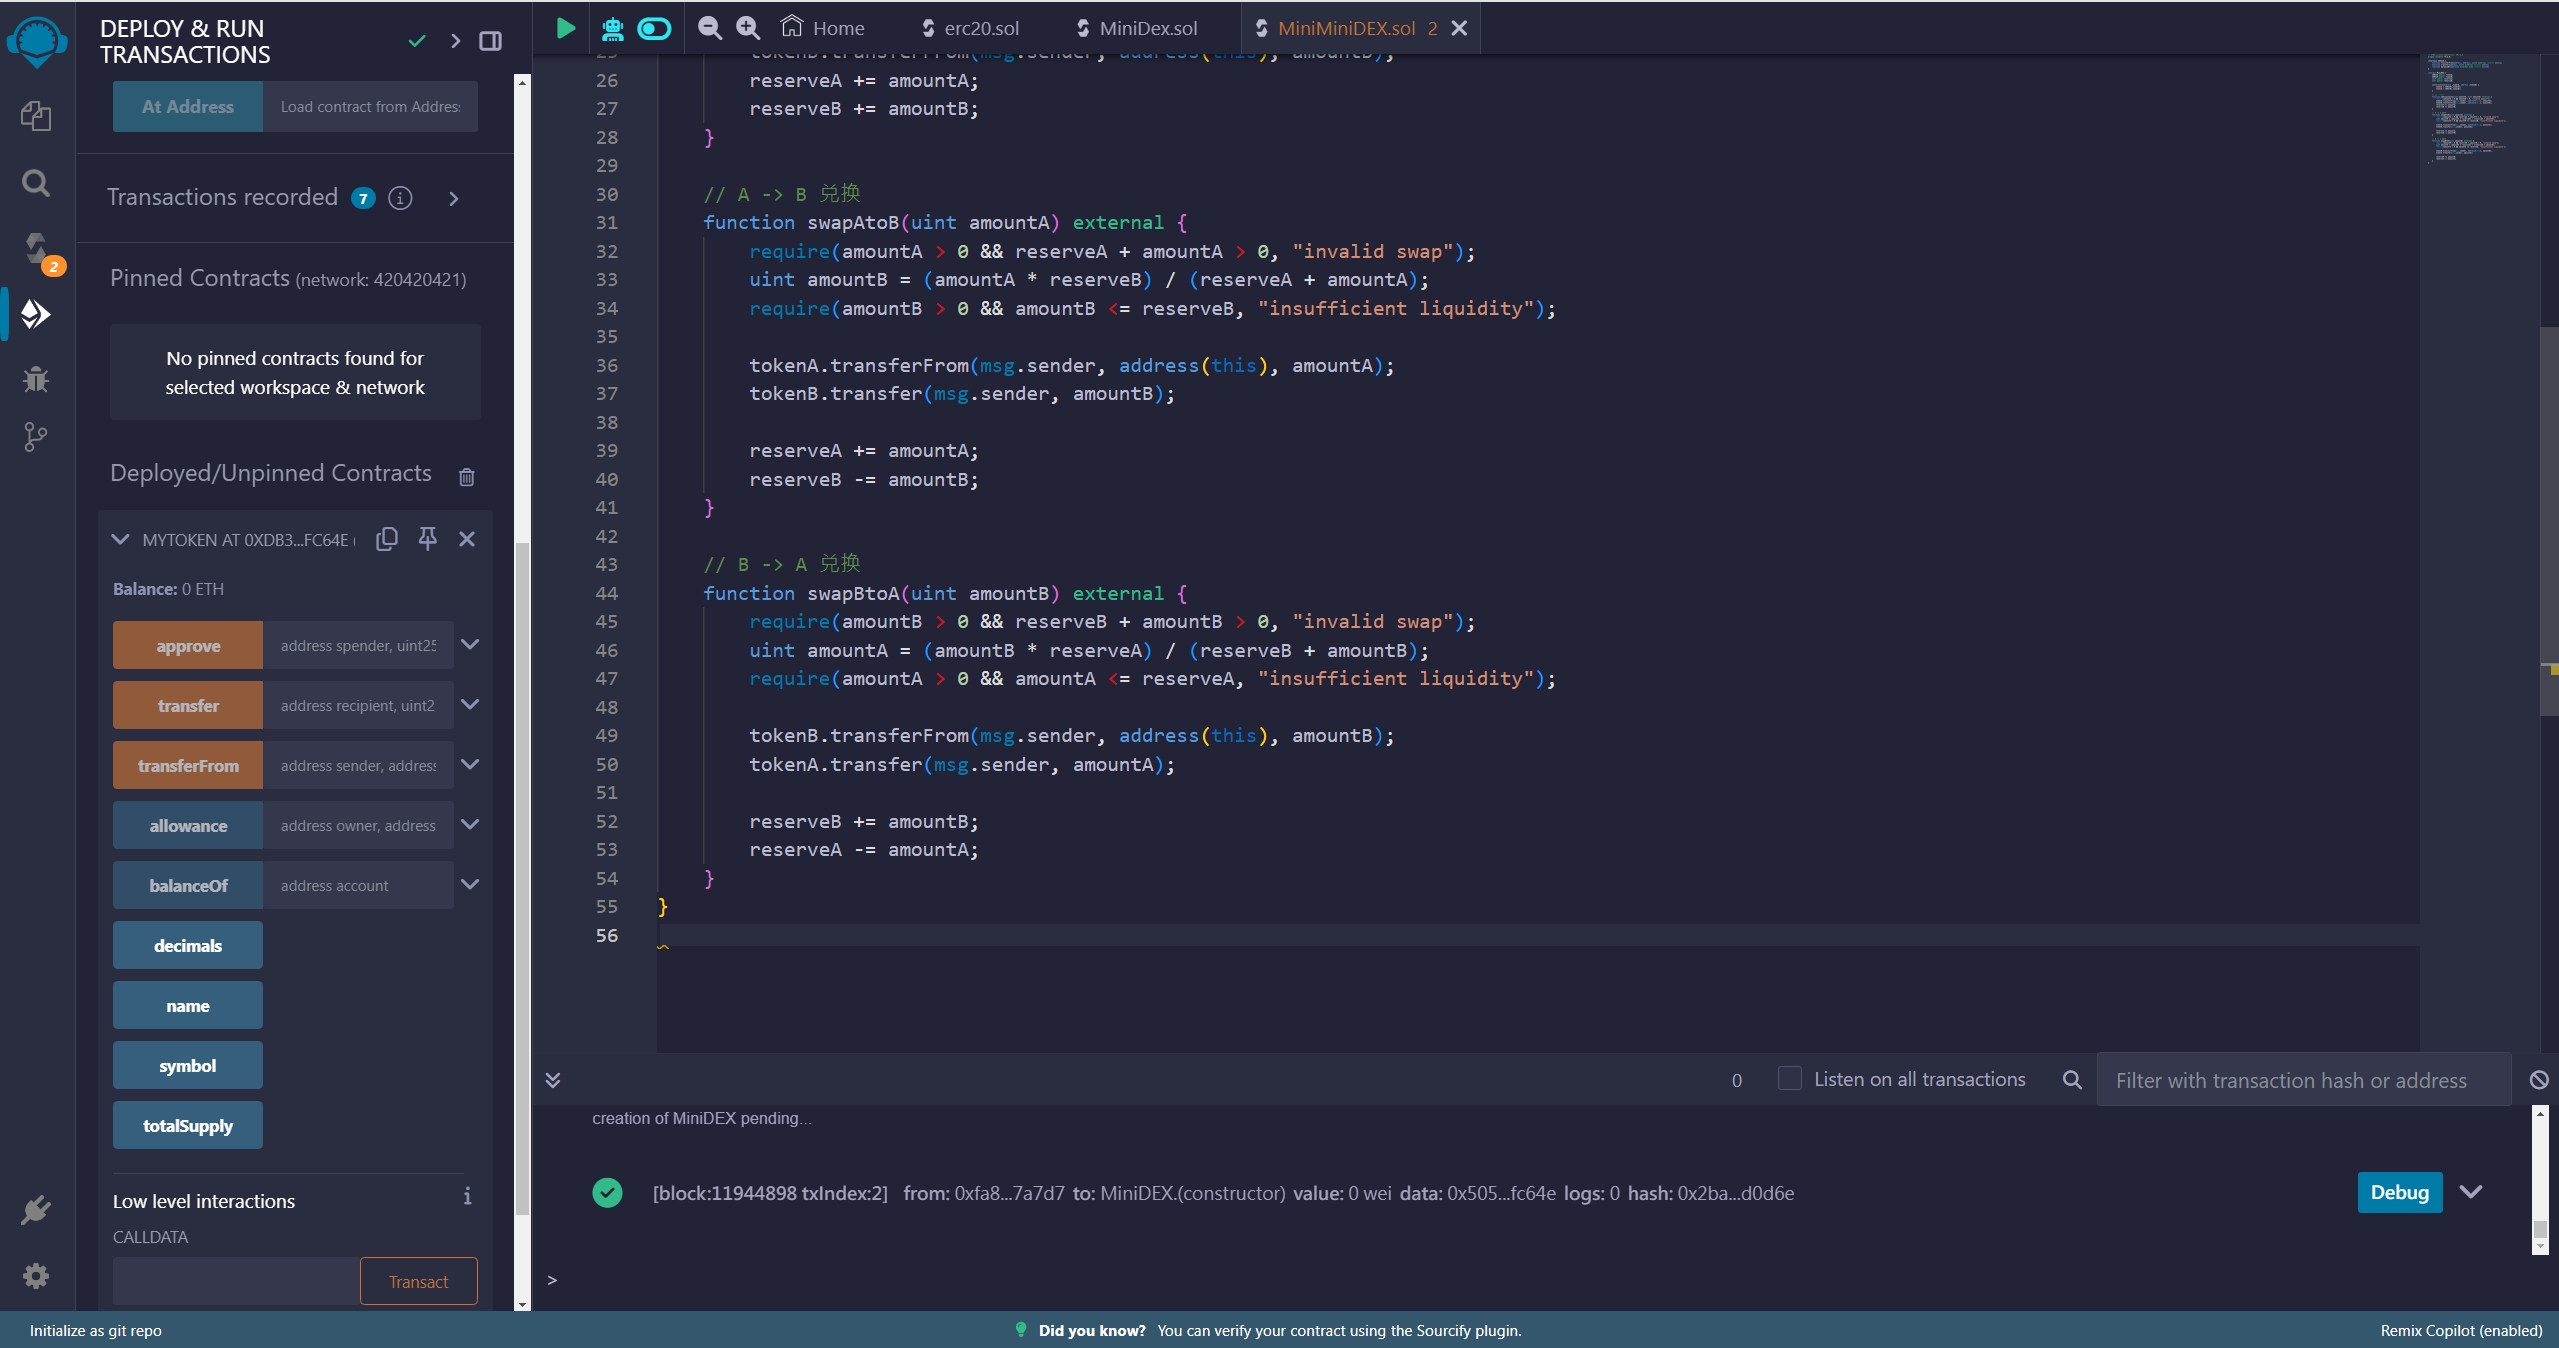 DEPLOY & RUN
TRANSACTIONS
At Address
Load contract from Addres
Transactions recorded 7
Pinned Contracts (network: 420420421)
No pinned contracts found for
selected workspace & network
Deployed/Unpinned Contracts
MYTOKEN AT 0XDB3...FC64E (
Balance: 0 ETH
approve address spender, uint25
transfer address recipient, uint2
transferFrom address sender, address
allowance address owner, address
balanceOf address account
decimals
name
symbol
totalSupply
Low level interactions
CALLDATA
Transact
2
Home erc20.sol MiniDex.sol MiniMiniDEX.sol 2
25 tokenB.transferFrom(msg.sender, address(this), amountB);
26 reserveA += amountA;
27 reserveB += amountB;
28 }
29
30 // A -> B 兑换
31 function swapAtoB(uint amountA) external {
32 require(amountA > 0 && reserveA + amountA > 0, "invalid swap");
33 uint amountB = (amountA * reserveB) / (reserveA + amountA);
34 require(amountB > 0 && amountB <= reserveB, "insufficient liquidity");
35
36 tokenA.transferFrom(msg.sender, address(this), amountA);
37 tokenB.transfer(msg.sender, amountB);
38
39 reserveA += amountA;
40 reserveB -= amountB;
41 }
42
43 // B -> A 兑换
44 function swapBtoA(uint amountB) external {
45 require(amountB > 0 && reserveB + amountB > 0, "invalid swap");
46 uint amountA = (amountB * reserveA) / (reserveB + amountB);
47 require(amountA > 0 && amountA <= reserveA, "insufficient liquidity");
48
49 tokenB.transferFrom(msg.sender, address(this), amountB);
50 tokenA.transfer(msg.sender, amountA);
51
52 reserveB += amountB;
53 reserveA -= amountA;
54 }
55 }
56
0 Listen on all transactions Filter with transaction hash or address
creation of MiniDEX pending...
[block:11944898 txIndex:2] from: 0xfa8...7a7d7 to: MiniDEX.(constructor) value: 0 wei data: 0x505...fc64e logs: 0 hash: 0x2ba...d0d6e
Debug
>
Initialize as git repo
Did you know? You can verify your contract using the Sourcify plugin.
Remix Copilot (enabled)